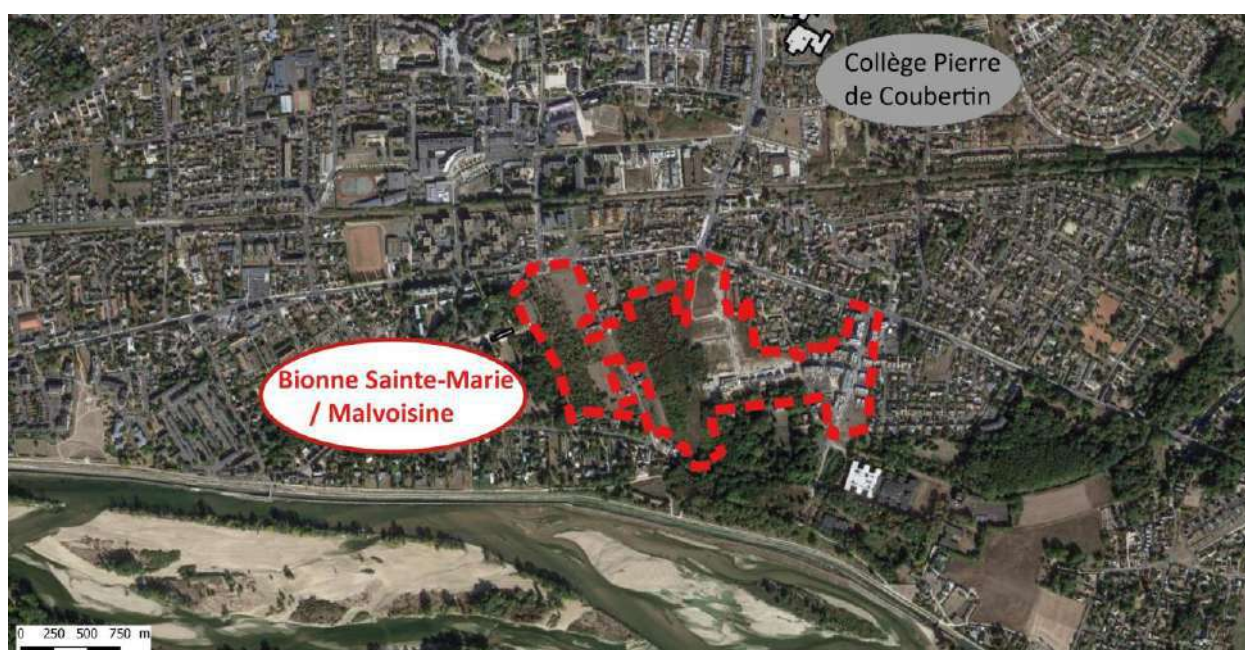 Collège Pierre
de Coubertin
Bionne Sainte-Marie
/ Malvoisine
0 250 500 750 m